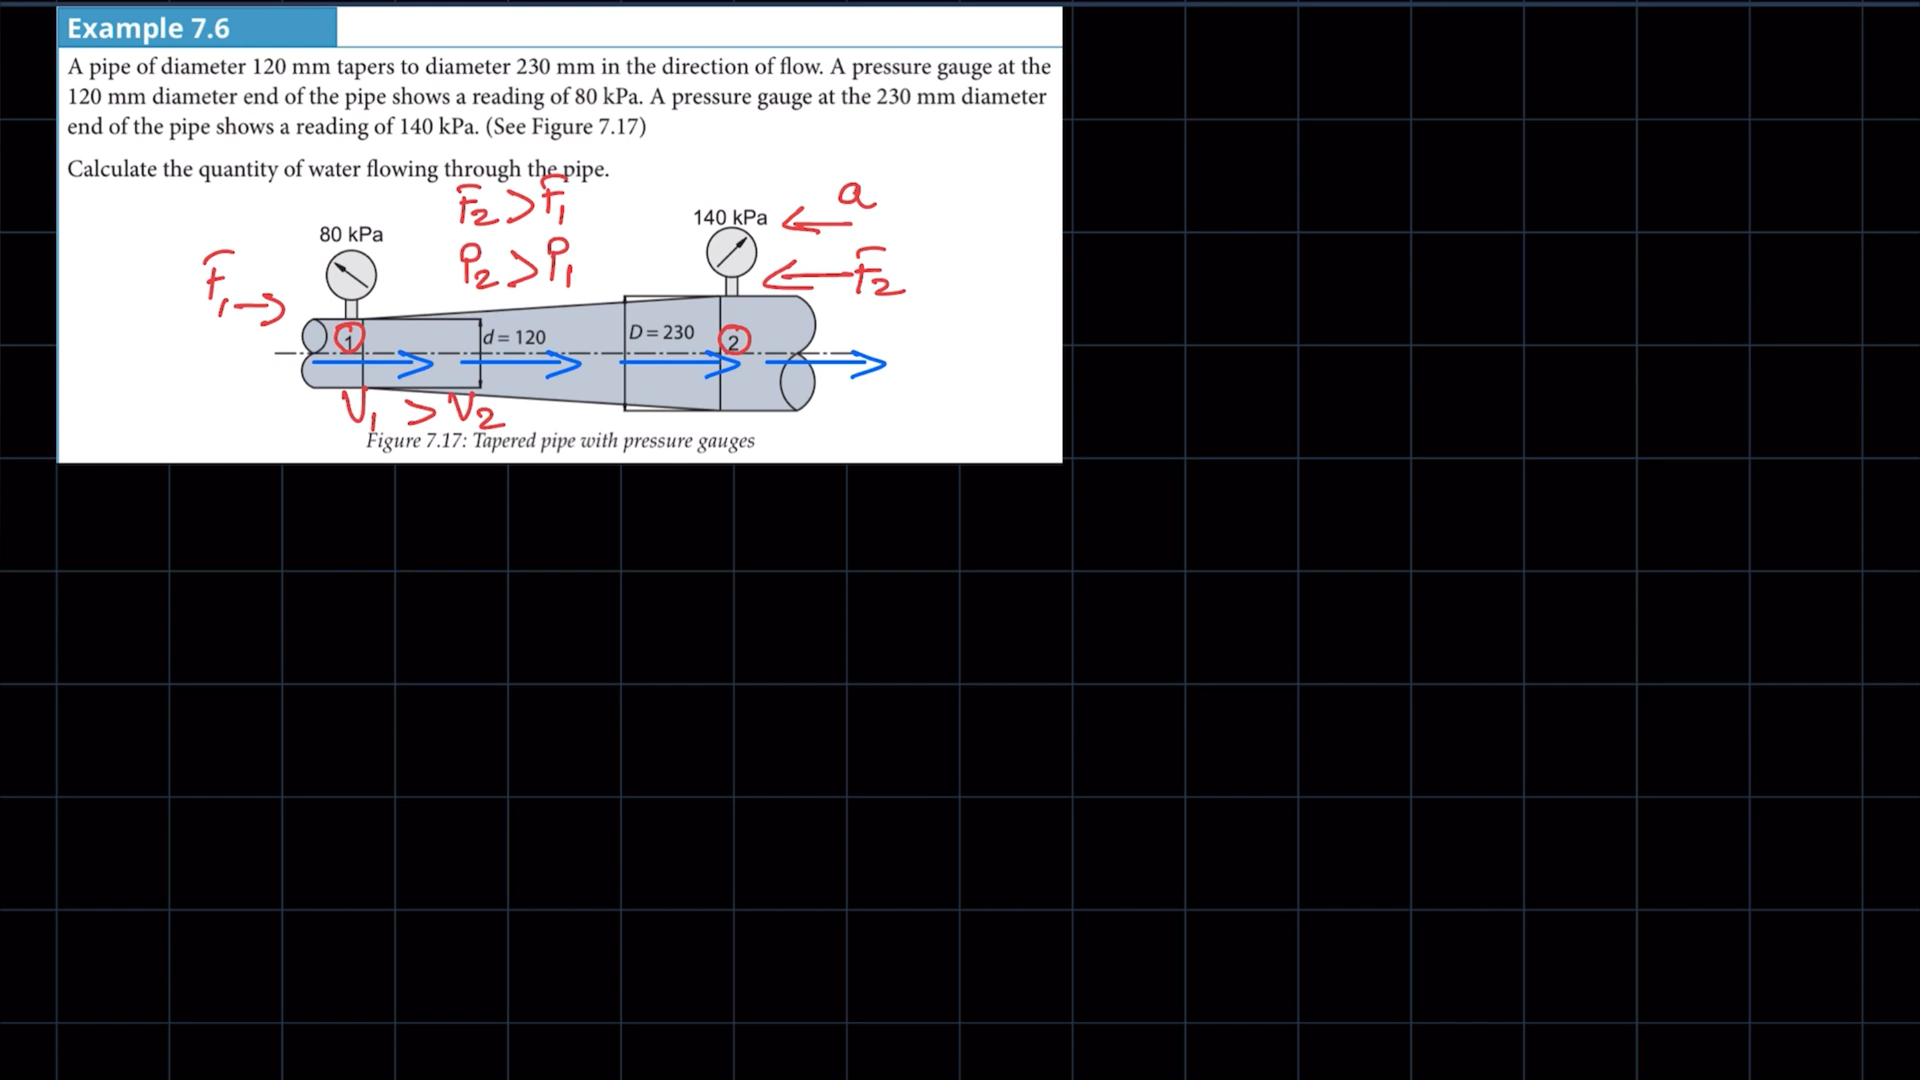 Example 7.6
A pipe of diameter 120 mm tapers to diameter 230 mm in the direction of flow. A pressure gauge at the
120 mm diameter end of the pipe shows a reading of 80 kPa. A pressure gauge at the 230 mm diameter
end of the pipe shows a reading of 140 kPa. (See Figure 7.17)
Calculate the quantity of water flowing through the pipe.
F2 > F1
a
140 kPa
80 kPa
P2 > P1
F1
F2
1
d = 120
D = 230
2
V1 > V2
Figure 7.17: Tapered pipe with pressure gauges